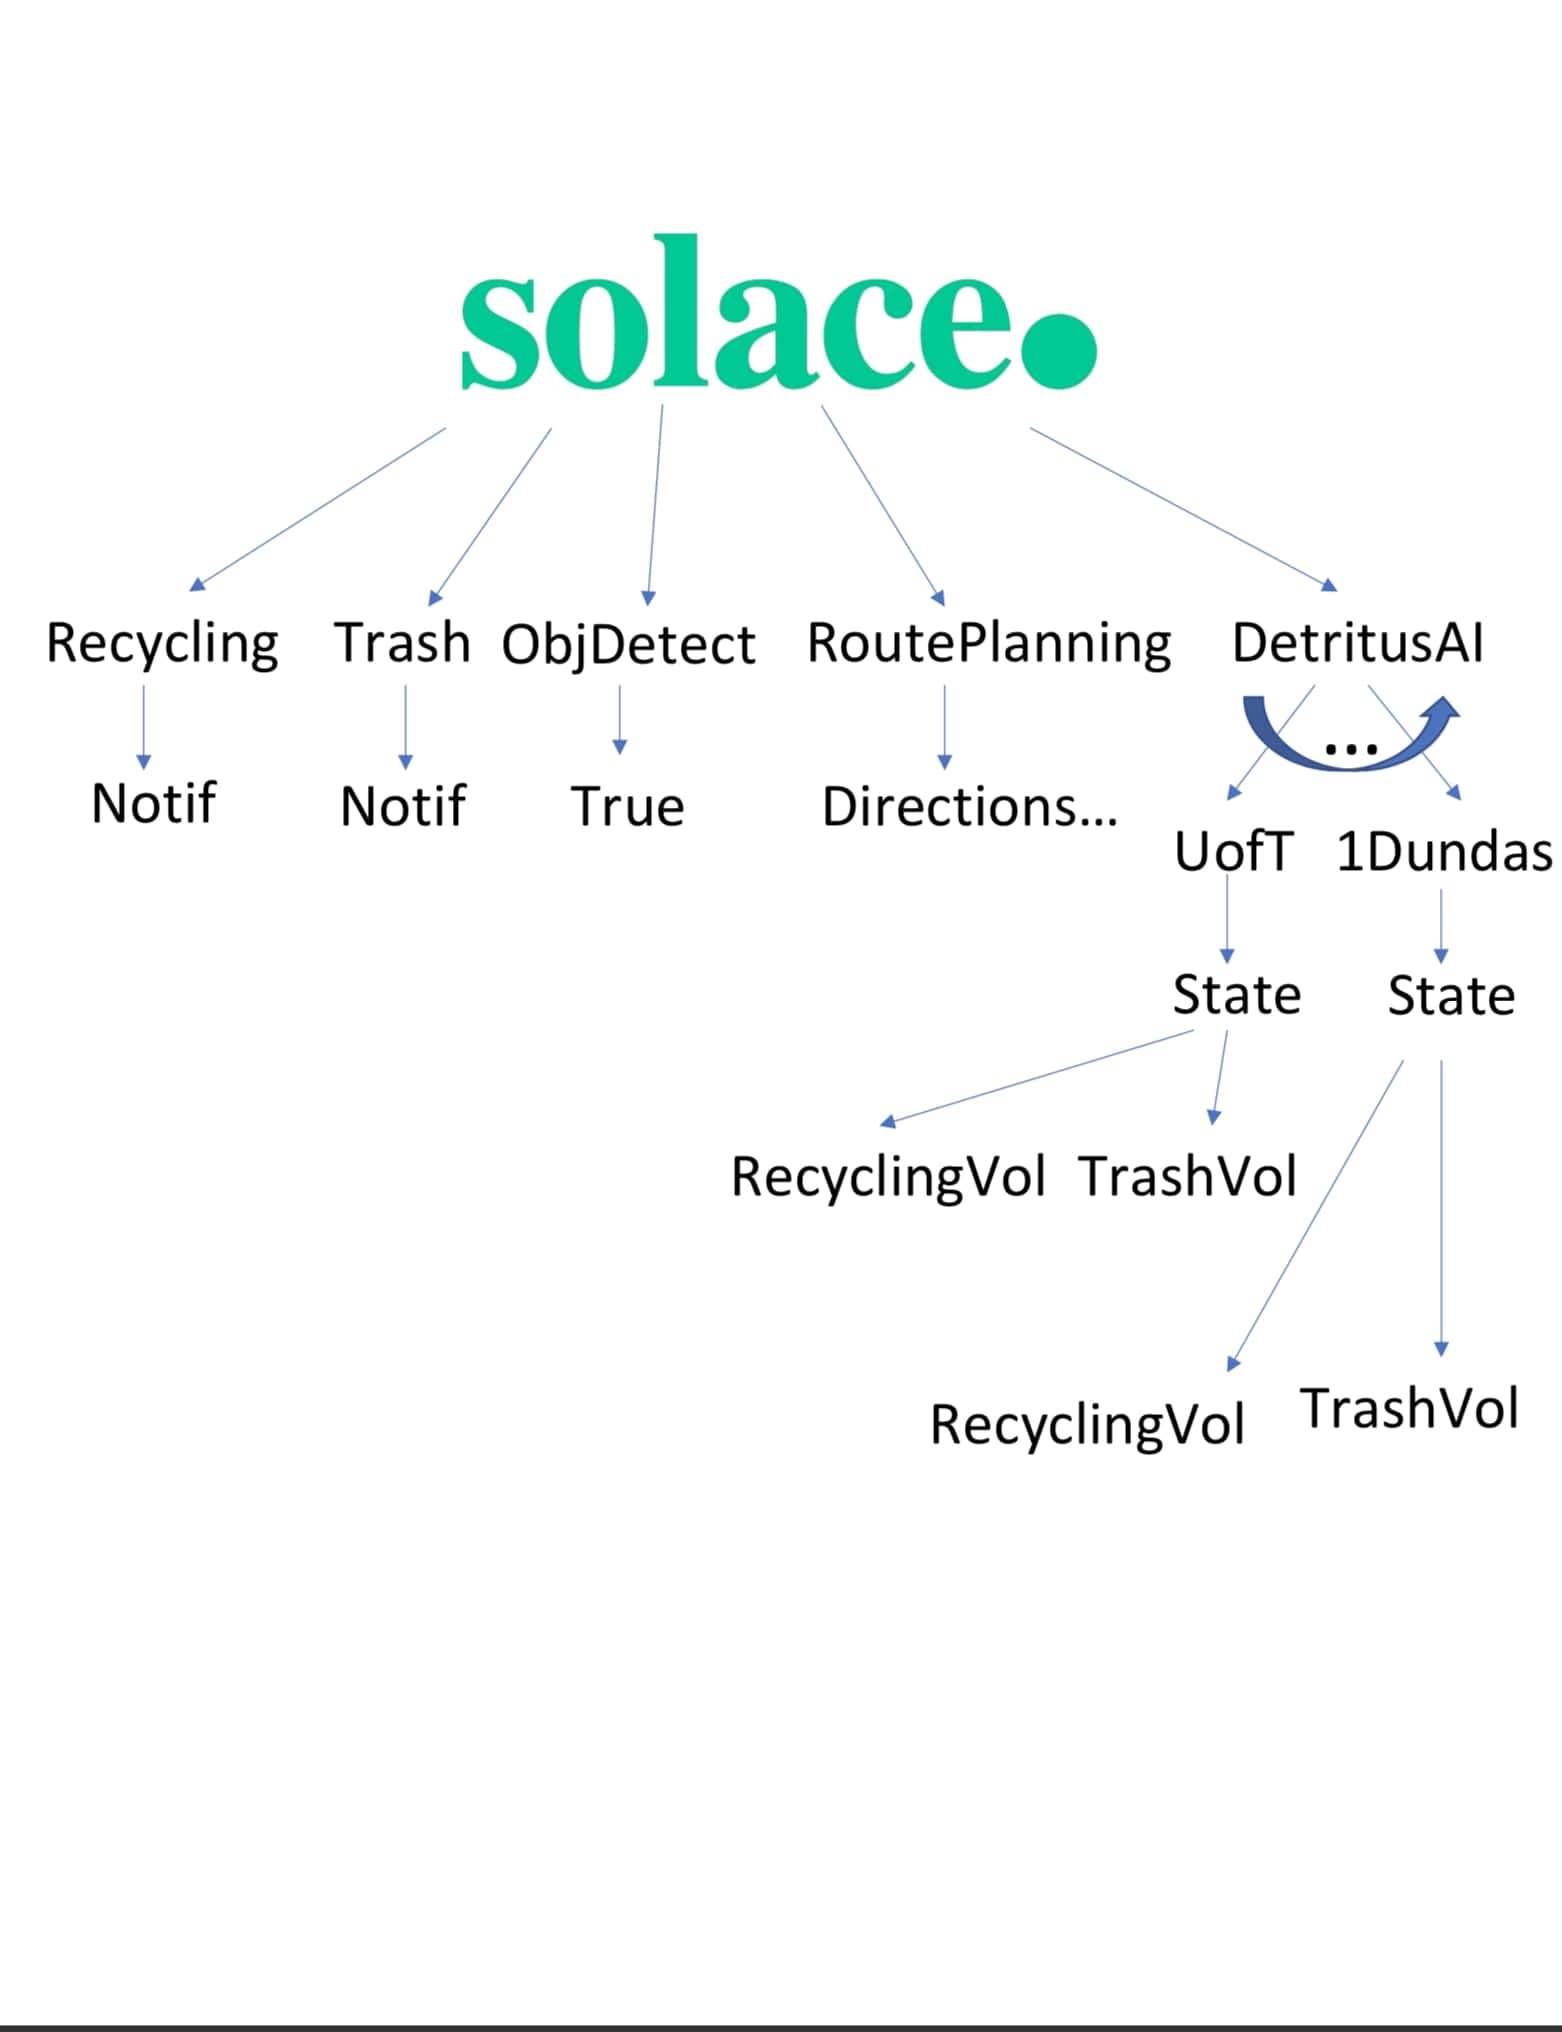 solace.
Recycling Trash ObjDetect RoutePlanning DetritusAI
...
Notif Notif True Directions...
UofT 1Dundas
State State
RecyclingVol TrashVol
RecyclingVol TrashVol